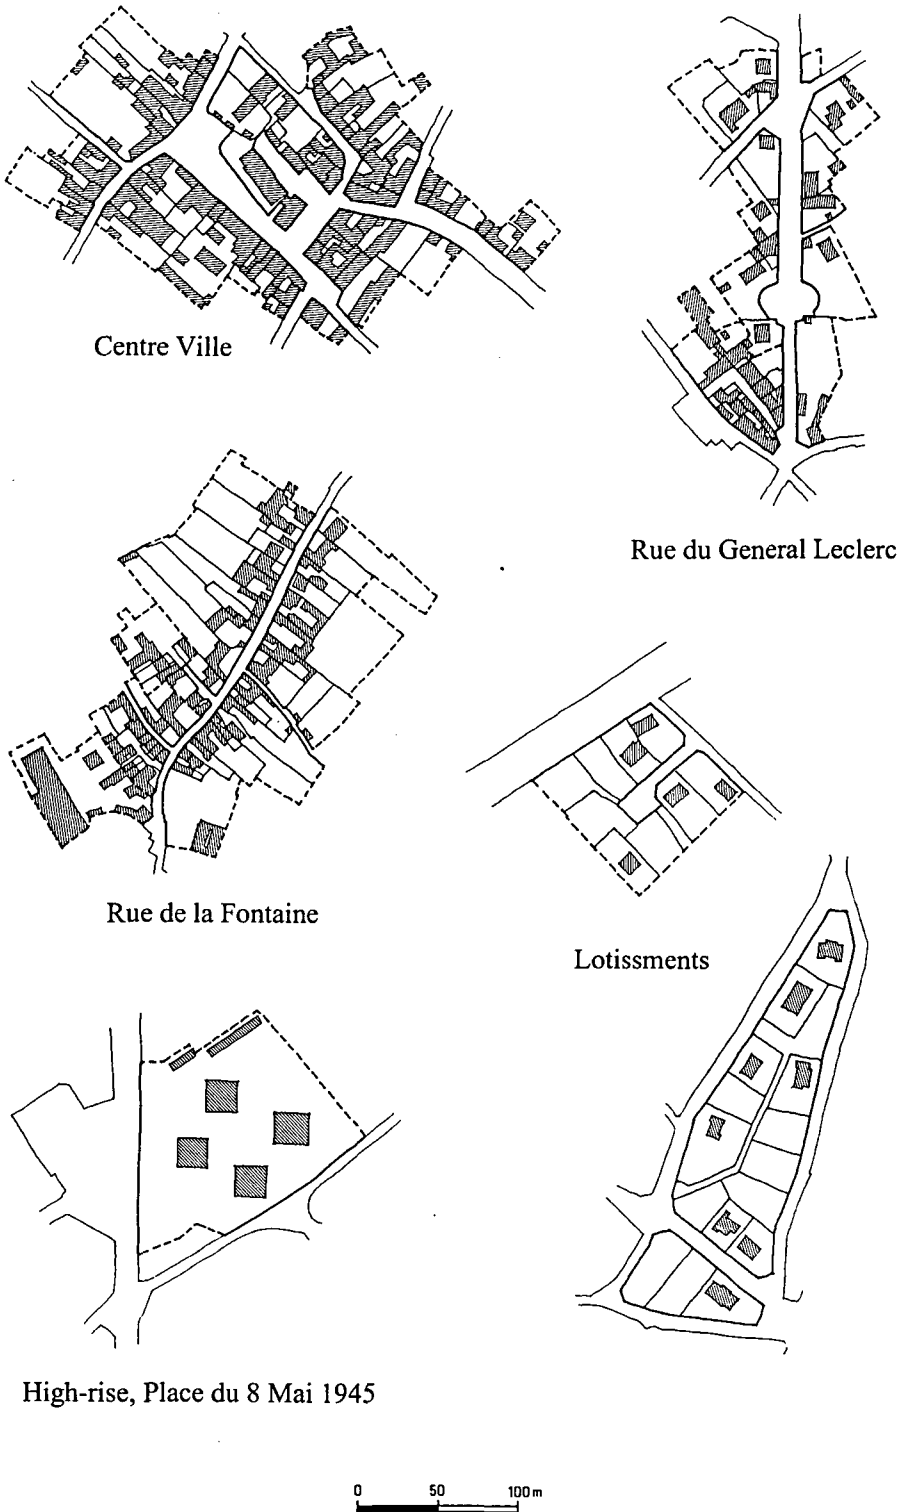 Centre Ville
Rue du General Leclerc
Rue de la Fontaine
Lotissments
High-rise, Place du 8 Mai 1945
0 50 100 m